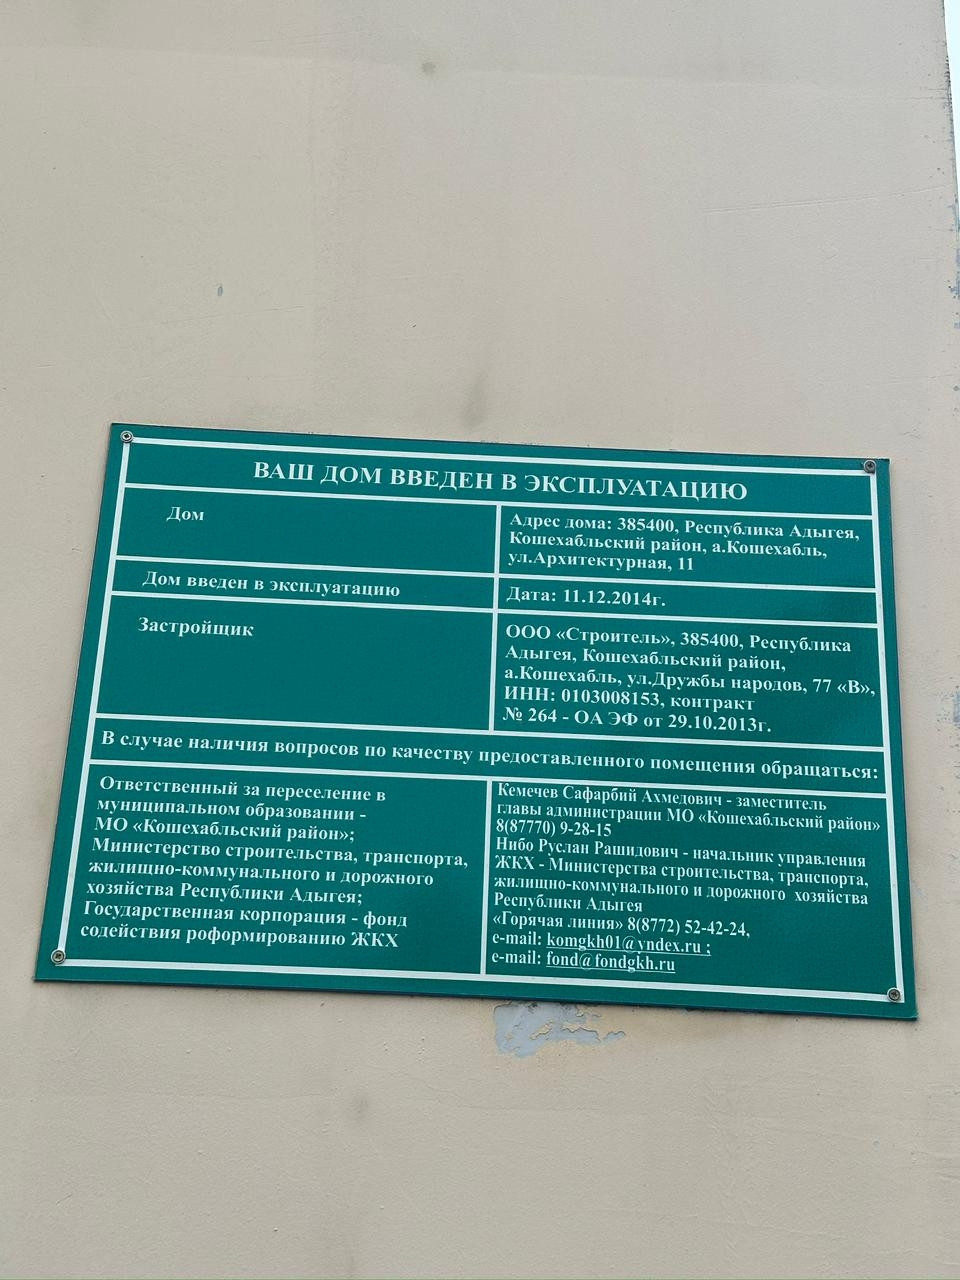 ВАШ ДОМ ВВЕДЕН В ЭКСПЛУАТАЦИЮ
Дом
Адрес дома: 385400, Республика Адыгея,
Кошехабльский район, а.Кошехабль,
ул.Архитектурная, 11
Дом введен в эксплуатацию
Дата: 11.12.2014г.
Застройщик
ООО «Строитель», 385400, Республика
Адыгея, Кошехабльский район,
а.Кошехабль, ул.Дружбы народов, 77 «В»,
ИНН: 0103008153, контракт
№ 264 - ОА ЭФ от 29.10.2013г.
В случае наличия вопросов по качеству предоставленного помещения обращаться:
Ответственный за переселение в
муниципальном образовании -
МО «Кошехабльский район»;
Министерство строительства, транспорта,
жилищно-коммунального и дорожного
хозяйства Республики Адыгея;
Государственная корпорация - фонд
содействия роформированию ЖКХ
Кемечев Сафарбий Ахмедович - заместитель
главы администрации МО «Кошехабльский район»
8(87770) 9-28-15
Нибо Руслан Рашидович - начальник управления
ЖКХ - Министерства строительства, транспорта,
жилищно-коммунального и дорожного хозяйства
Республики Адыгея
«Горячая линия» 8(8772) 52-42-24,
e-mail: komgkh01@yndex.ru ;
e-mail: fond@fondgkh.ru